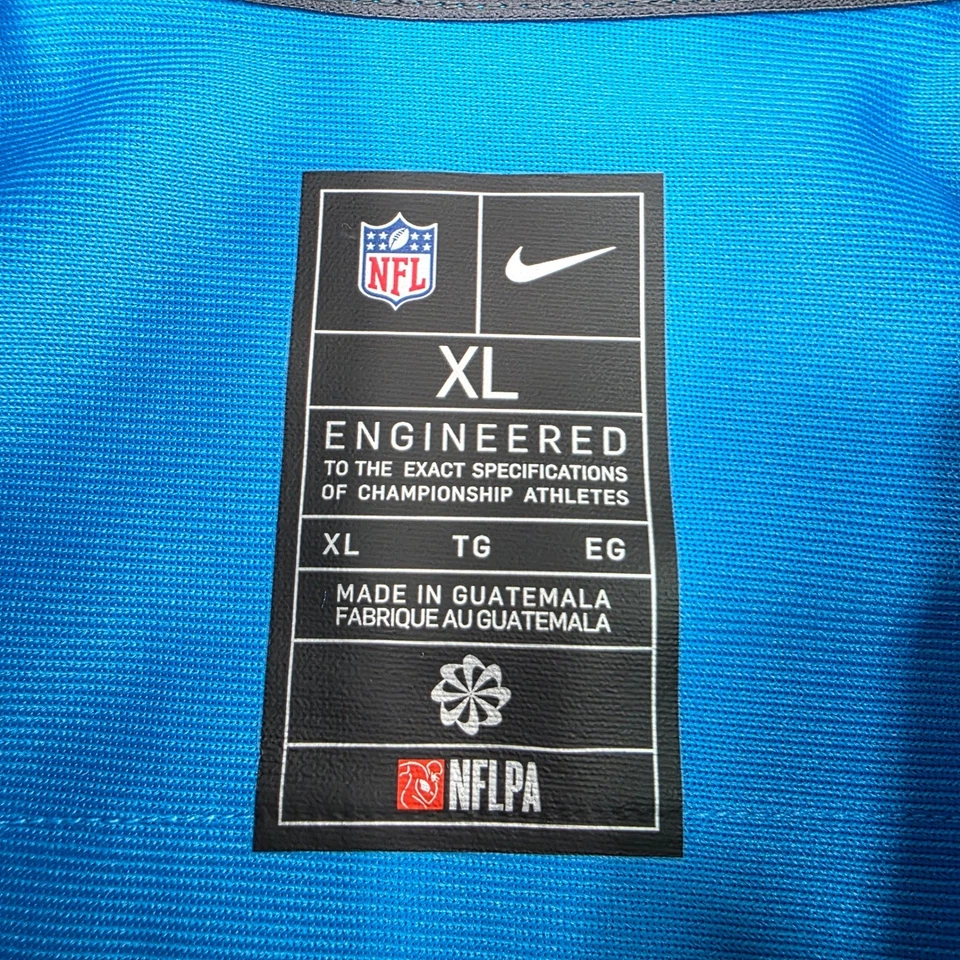 NFL
XL
ENGINEERED
TO THE EXACT SPECIFICATIONS
OF CHAMPIONSHIP ATHLETES
XL TG EG
MADE IN GUATEMALA
FABRIQUE AU GUATEMALA
NFLPA